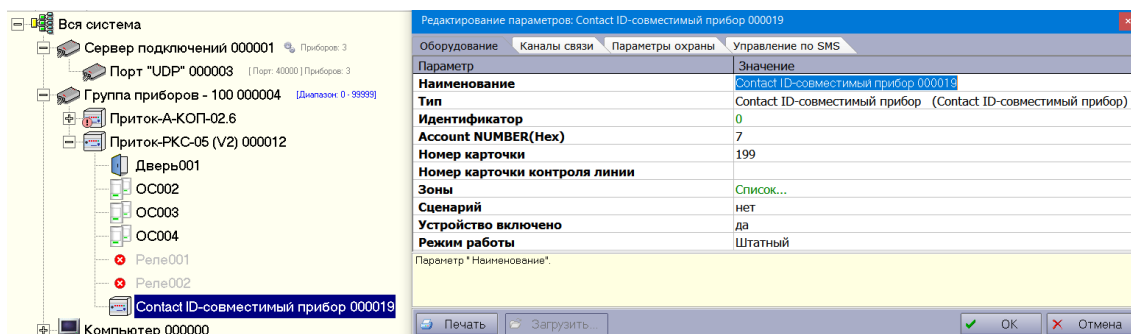 Вся система
Сервер подключений 000001 Приборов: 3
Порт "UDP" 000003 [Порт: 40000 ] Приборов: 3
Группа приборов - 100 000004 [Диапазон: 0 - 99999]
Приток-А-КОП-02.6
Приток-РКС-05 (V2) 000012
Дверь001
ОС002
ОС003
ОС004
Реле001
Реле002
Contact ID-совместимый прибор 000019
Компьютер 000000
Редактирование параметров: Contact ID-совместимый прибор 000019
Оборудование Каналы связи Параметры охраны Управление по SMS
Параметр Значение
Наименование Contact ID-совместимый прибор 000019
Тип Contact ID-совместимый прибор (Contact ID-совместимый прибор)
Идентификатор 0
Account NUMBER(Hex) 7
Номер карточки 199
Номер карточки контроля линии
Зоны Список...
Сценарий нет
Устройство включено да
Режим работы Штатный
Параметр " Наименование".
Печать Загрузить... OK Отмена